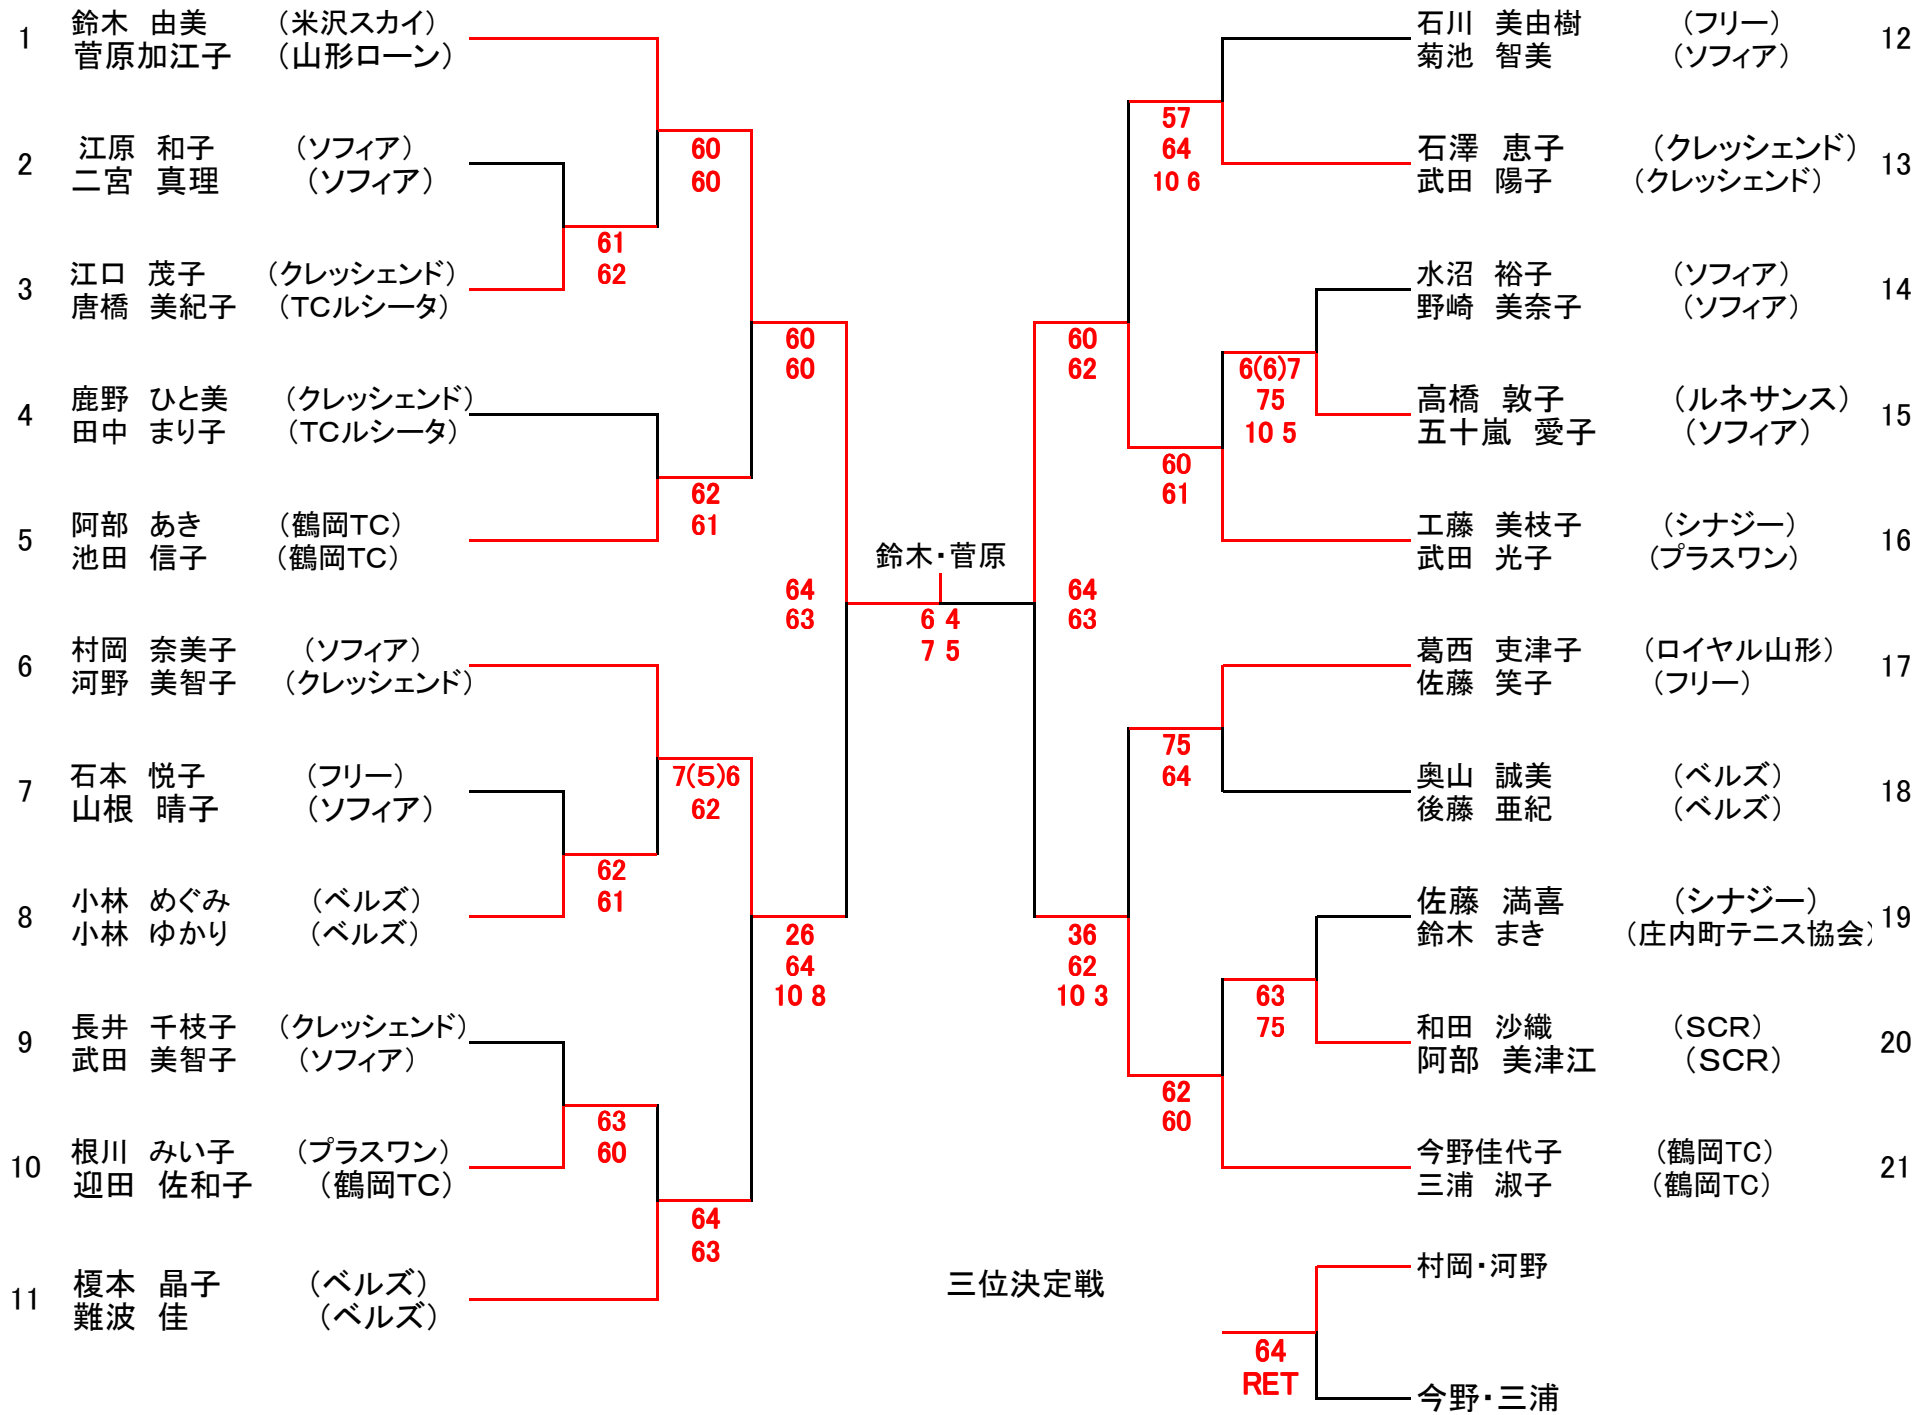 1 鈴木 由美 (米沢スカイ)
菅原加江子 (山形ローン)
2 江原 和子 (ソフィア)
二宮 真理 (ソフィア)
3 江口 茂子 (クレッシェンド)
唐橋 美紀子 (TCルシータ)
4 鹿野 ひと美 (クレッシェンド)
田中 まり子 (TCルシータ)
5 阿部 あき (鶴岡TC)
池田 信子 (鶴岡TC)
6 村岡 奈美子 (ソフィア)
河野 美智子 (クレッシェンド)
7 石本 悦子 (フリー)
山根 晴子 (ソフィア)
8 小林 めぐみ (ベルズ)
小林 ゆかり (ベルズ)
9 長井 千枝子 (クレッシェンド)
武田 美智子 (ソフィア)
10 根川 みい子 (プラスワン)
迎田 佐和子 (鶴岡TC)
11 榎本 晶子 (ベルズ)
難波 佳 (ベルズ)
61
62
62
61
63
60
60
60
62
61
7(5)6
62
64
63
60
60
26
64
10 8
64
63
鈴木・菅原
6 4
7 5
64
63
60
62
36
62
10 3
57
64
10 6
60
61
75
64
62
60
6(6)7
75
10 5
63
75
石川 美由樹 (フリー) 12
菊池 智美 (ソフィア)
石澤 恵子 (クレッシェンド) 13
武田 陽子 (クレッシェンド)
水沼 裕子 (ソフィア) 14
野崎 美奈子 (ソフィア)
高橋 敦子 (ルネサンス) 15
五十嵐 愛子 (ソフィア)
工藤 美枝子 (シナジー) 16
武田 光子 (プラスワン)
葛西 吏津子 (ロイヤル山形) 17
佐藤 笑子 (フリー)
奥山 誠美 (ベルズ) 18
後藤 亜紀 (ベルズ)
佐藤 満喜 (シナジー) 19
鈴木 まき (庄内町テニス協会)
和田 沙織 (SCR) 20
阿部 美津江 (SCR)
今野佳代子 (鶴岡TC) 21
三浦 淑子 (鶴岡TC)
三位決定戦
村岡・河野
64
RET
今野・三浦